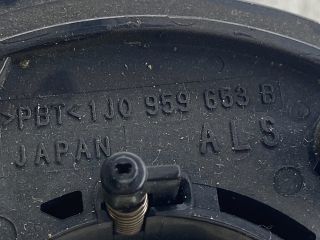 >PBT< 1J0 959 653 B
JAPAN ALS